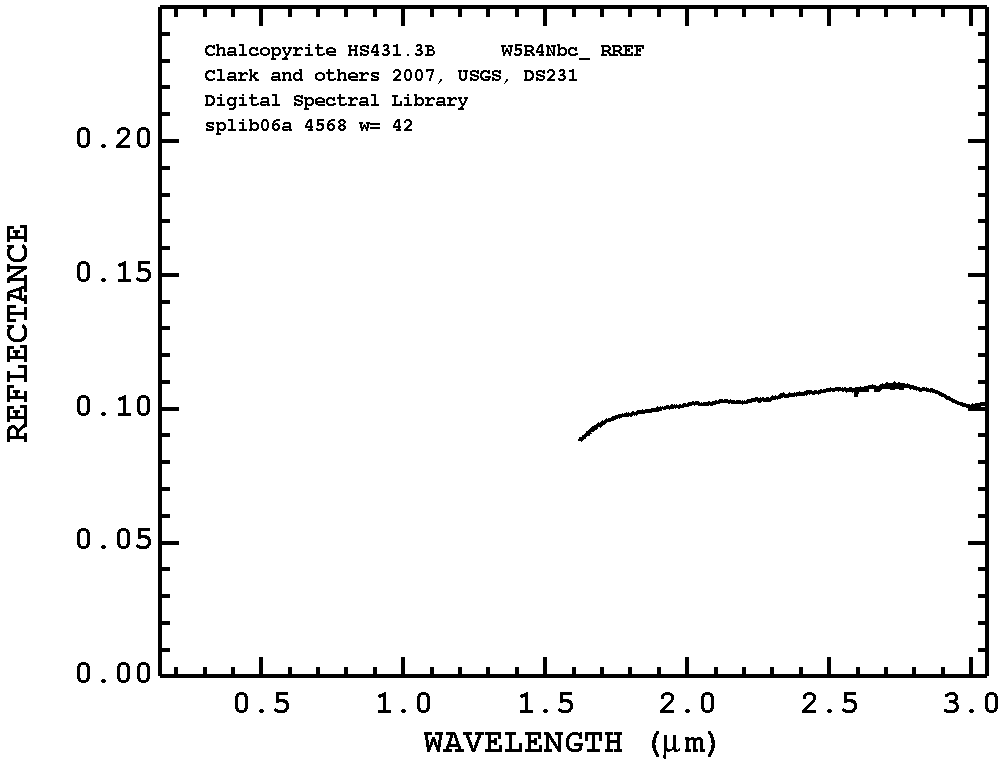 Chalcopyrite HS431.3B W5R4Nbc_ RREF
Clark and others 2007, USGS, DS231
Digital Spectral Library
splib06a 4568 w= 42
REFLECTANCE
0.20
0.15
0.10
0.05
0.00
0.5 1.0 1.5 2.0 2.5 3.0
WAVELENGTH (μm)